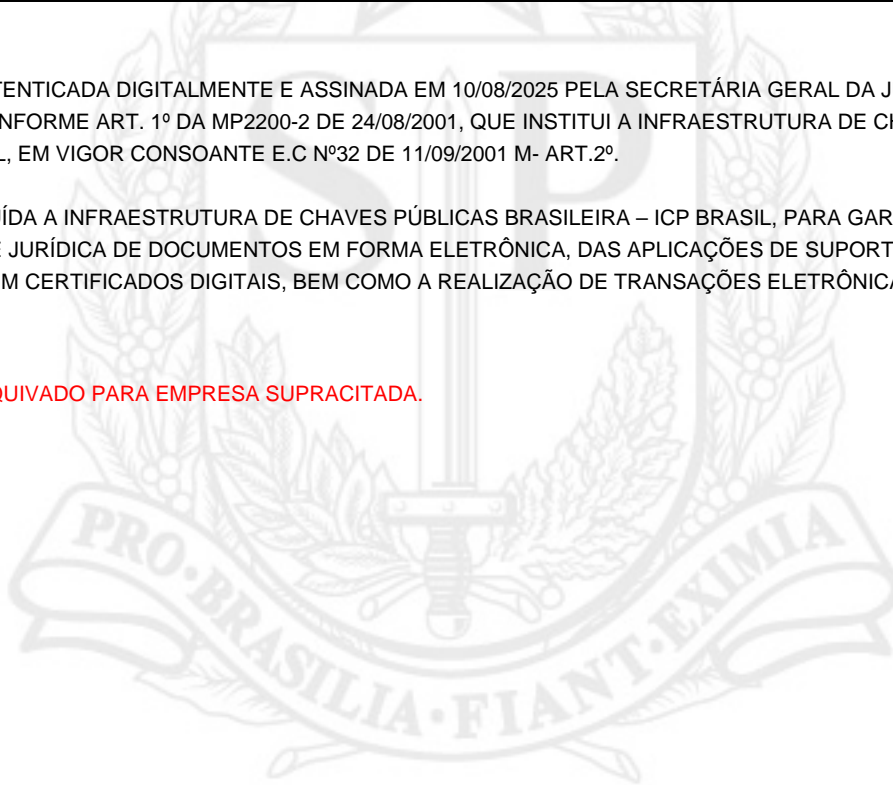 TENTICADA DIGITALMENTE E ASSINADA EM 10/08/2025 PELA SECRETÁRIA GERAL DA J
NFORME ART. 1º DA MP2200-2 DE 24/08/2001, QUE INSTITUI A INFRAESTRUTURA DE CH
L, EM VIGOR CONSOANTE E.C Nº32 DE 11/09/2001 M- ART.2º.
ÍDA A INFRAESTRUTURA DE CHAVES PÚBLICAS BRASILEIRA – ICP BRASIL, PARA GAR
E JURÍDICA DE DOCUMENTOS EM FORMA ELETRÔNICA, DAS APLICAÇÕES DE SUPORT
M CERTIFICADOS DIGITAIS, BEM COMO A REALIZAÇÃO DE TRANSAÇÕES ELETRÔNICA
QUIVADO PARA EMPRESA SUPRACITADA.
SP
PRO·BRASILIA·FIANT·EXIMIA